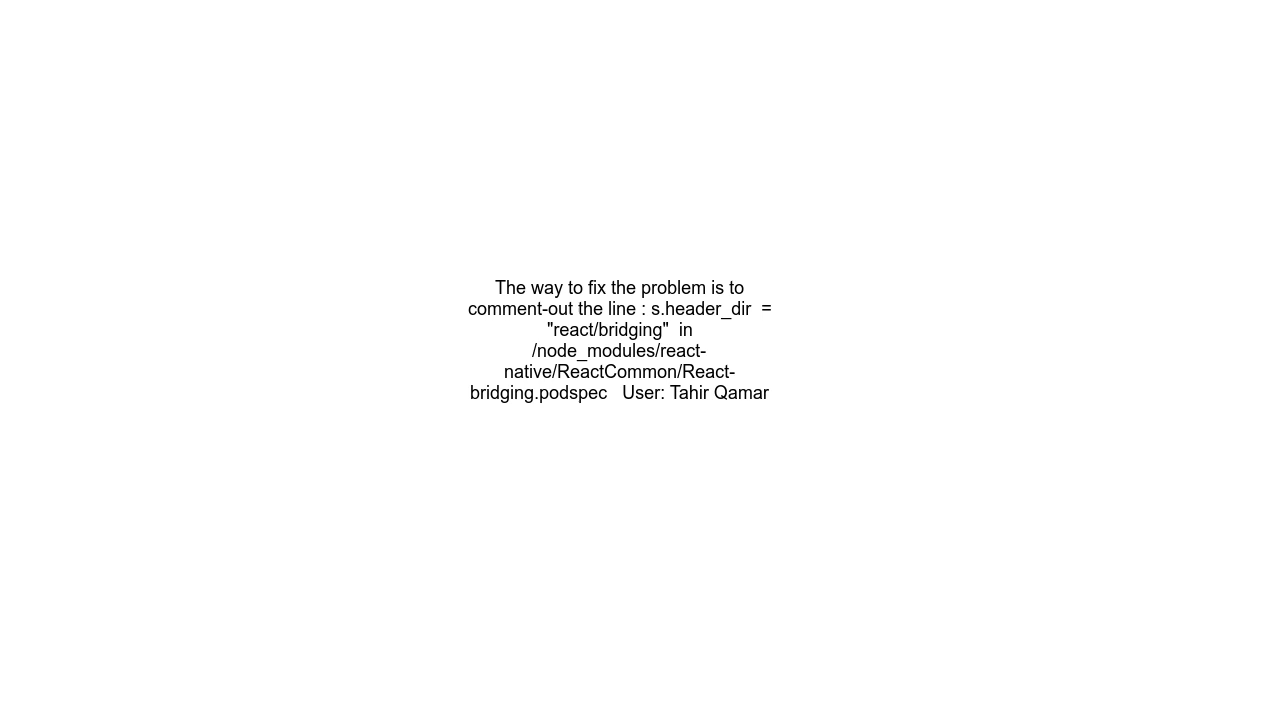 The way to fix the problem is to
comment-out the line : s.header_dir  =
"react/bridging"  in
/node_modules/react-
native/ReactCommon/React-
bridging.podspec   User: Tahir Qamar